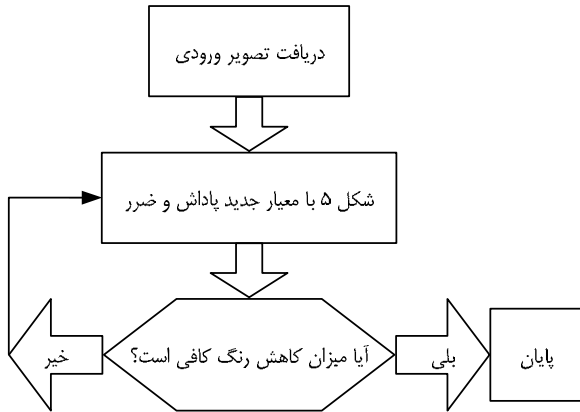 دریافت تصویر ورودی
شکل ۵ با معیار جدید پاداش و ضرر
آیا میزان کاهش رنگ کافی است؟
خیر
بلی
پایان